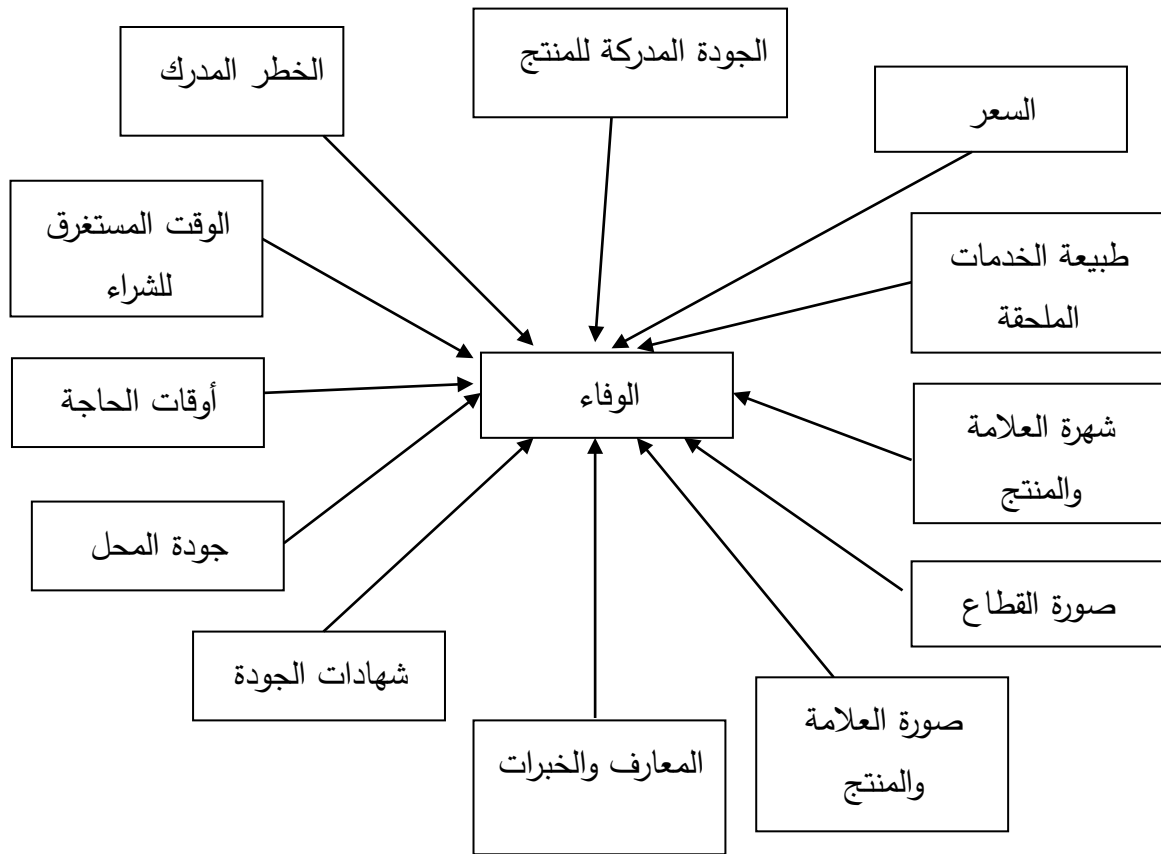 الجودة المدركة للمنتج
الخطر المدرك
السعر
الوقت المستغرق
للشراء
طبيعة الخدمات
الملحقة
الوفاء
أوقات الحاجة
شهرة العلامة
والمنتج
جودة المحل
صورة القطاع
شهادات الجودة
صورة العلامة
والمنتج
المعارف والخبرات